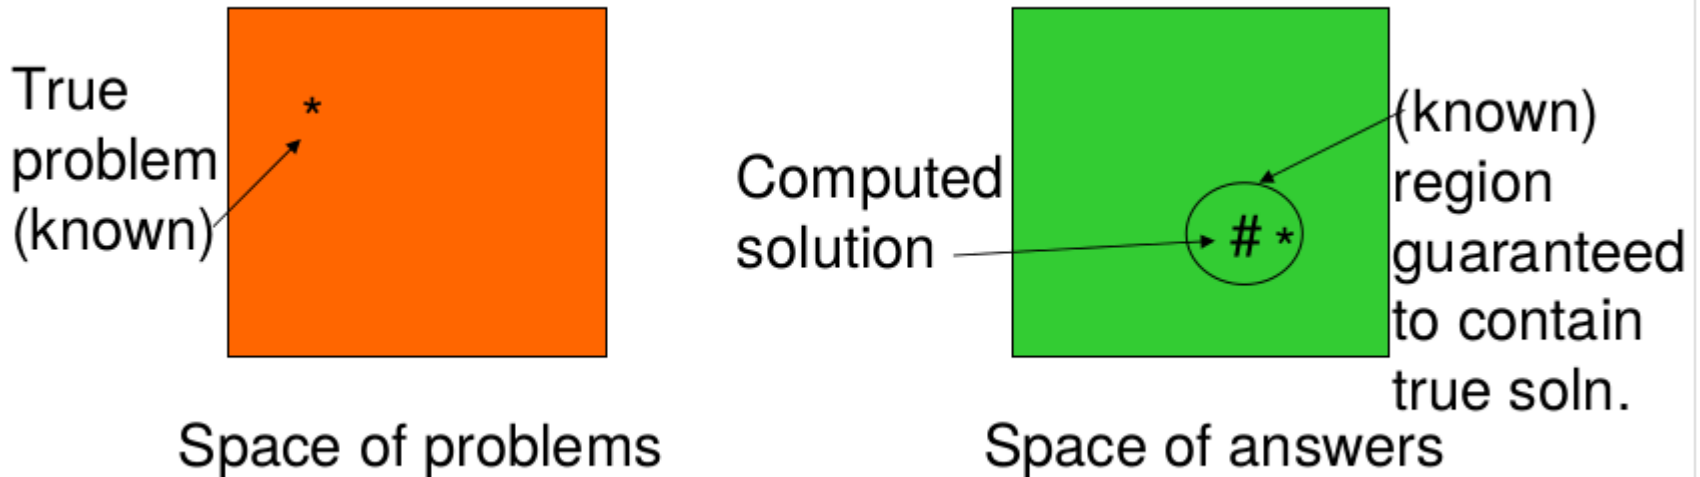 True
problem
(known)
*
Space of problems
Computed
solution
# *
(known)
region
guaranteed
to contain
true soln.
Space of answers